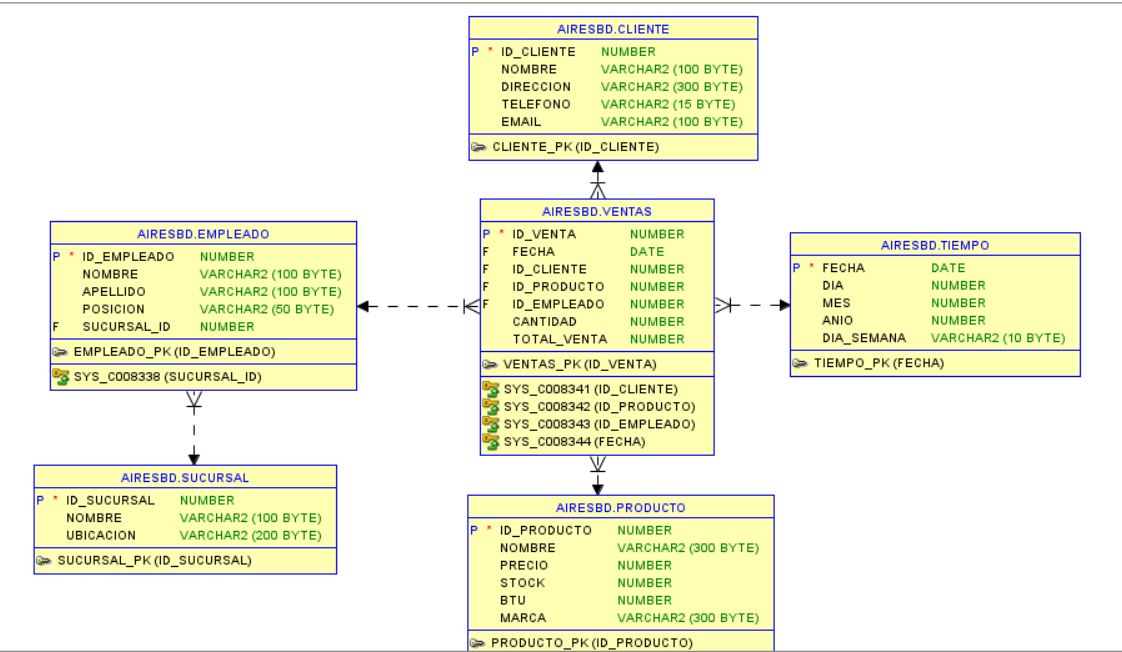 AIRESBD.CLIENTE
P * ID_CLIENTE NUMBER
NOMBRE VARCHAR2 (100 BYTE)
DIRECCION VARCHAR2 (300 BYTE)
TELEFONO VARCHAR2 (15 BYTE)
EMAIL VARCHAR2 (100 BYTE)
CLIENTE_PK (ID_CLIENTE)
AIRESBD.EMPLEADO
P * ID_EMPLEADO NUMBER
NOMBRE VARCHAR2 (100 BYTE)
APELLIDO VARCHAR2 (100 BYTE)
POSICION VARCHAR2 (50 BYTE)
F SUCURSAL_ID NUMBER
EMPLEADO_PK (ID_EMPLEADO)
SYS_C008338 (SUCURSAL_ID)
AIRESBD.VENTAS
P * ID_VENTA NUMBER
F FECHA DATE
F ID_CLIENTE NUMBER
F ID_PRODUCTO NUMBER
F ID_EMPLEADO NUMBER
CANTIDAD NUMBER
TOTAL_VENTA NUMBER
VENTAS_PK (ID_VENTA)
SYS_C008341 (ID_CLIENTE)
SYS_C008342 (ID_PRODUCTO)
SYS_C008343 (ID_EMPLEADO)
SYS_C008344 (FECHA)
AIRESBD.TIEMPO
P * FECHA DATE
DIA NUMBER
MES NUMBER
ANIO NUMBER
DIA_SEMANA VARCHAR2 (10 BYTE)
TIEMPO_PK (FECHA)
AIRESBD.SUCURSAL
P * ID_SUCURSAL NUMBER
NOMBRE VARCHAR2 (100 BYTE)
UBICACION VARCHAR2 (200 BYTE)
SUCURSAL_PK (ID_SUCURSAL)
AIRESBD.PRODUCTO
P * ID_PRODUCTO NUMBER
NOMBRE VARCHAR2 (300 BYTE)
PRECIO NUMBER
STOCK NUMBER
BTU NUMBER
MARCA VARCHAR2 (300 BYTE)
PRODUCTO_PK (ID_PRODUCTO)